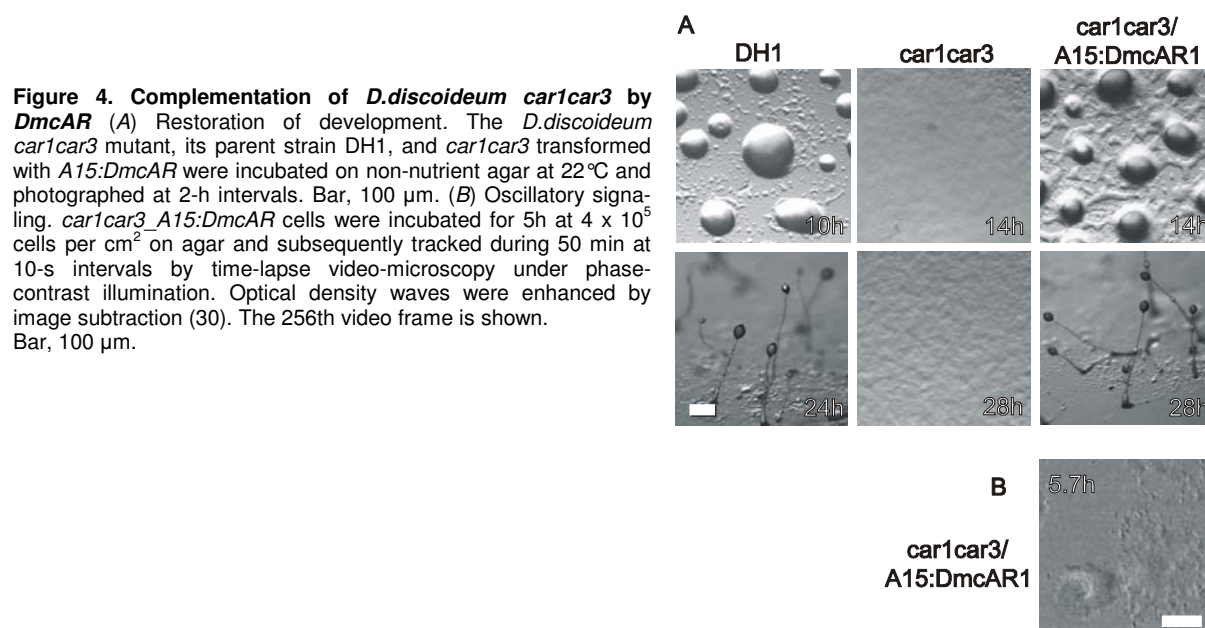 Figure 4. Complementation of D.discoideum car1car3 by
DmcAR (A) Restoration of development. The D.discoideum
car1car3 mutant, its parent strain DH1, and car1car3 transformed
with A15:DmcAR were incubated on non-nutrient agar at 22°C and
photographed at 2-h intervals. Bar, 100 µm. (B) Oscillatory signa-
ling. car1car3_A15:DmcAR cells were incubated for 5h at 4 x 10⁵
cells per cm² on agar and subsequently tracked during 50 min at
10-s intervals by time-lapse video-microscopy under phase-
contrast illumination. Optical density waves were enhanced by
image subtraction (30). The 256th video frame is shown.
Bar, 100 µm.
A
DH1
car1car3
car1car3/
A15:DmcAR1
10h
14h
14h
24h
28h
28h
B
5.7h
car1car3/
A15:DmcAR1